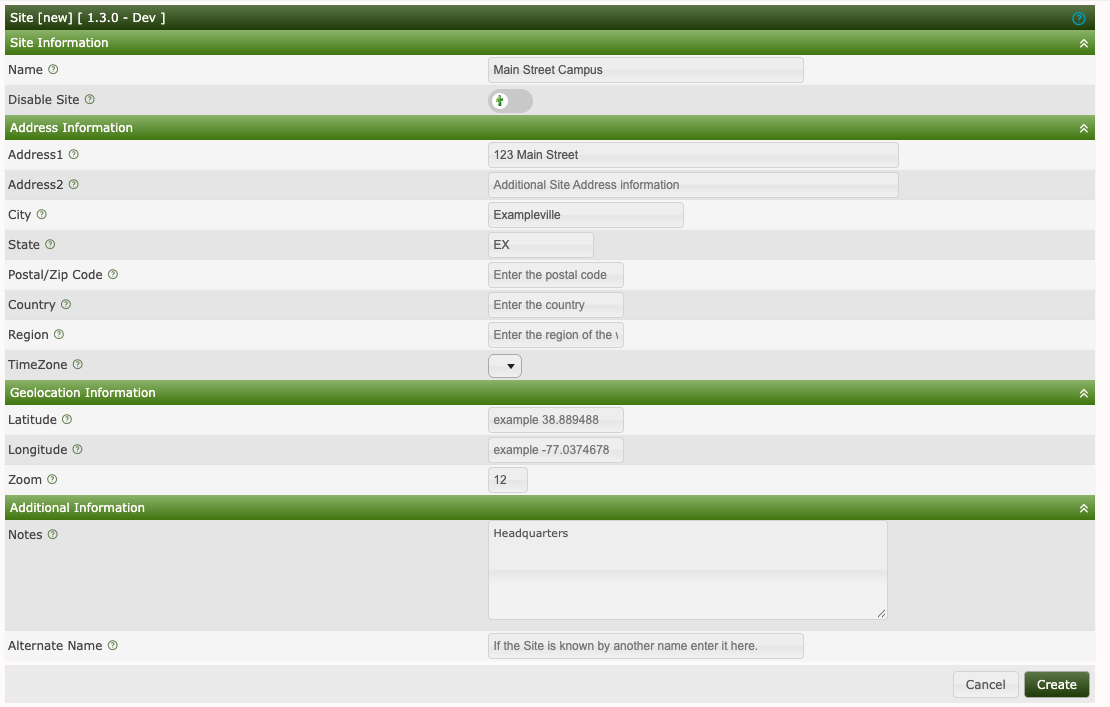 Site [new] [ 1.3.0 - Dev ]
Site Information
Name
Main Street Campus
Disable Site
Address Information
Address1
123 Main Street
Address2
Additional Site Address information
City
Exampleville
State
EX
Postal/Zip Code
Enter the postal code
Country
Enter the country
Region
Enter the region of the
TimeZone
Geolocation Information
Latitude
example 38.889488
Longitude
example -77.0374678
Zoom
12
Additional Information
Notes
Headquarters
Alternate Name
If the Site is known by another name enter it here.
Cancel
Create